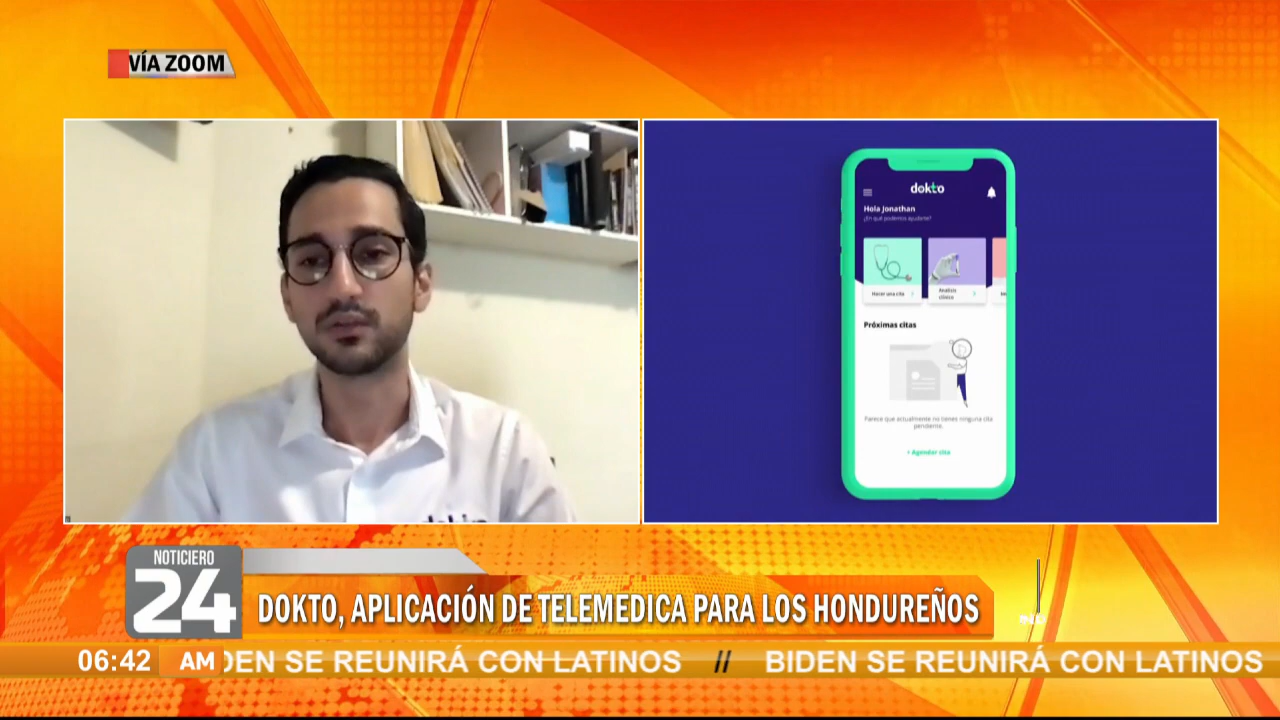 VÍA ZOOM
dokto
Hola Jonathan
¿En qué podemos ayudarte?
Hacer una cita
Analisis
clínico
Próximas citas
Parece que actualmente no tienes ninguna cita
pendiente.
+ Agendar cita
NOTICIERO
24
DOKTO, APLICACIÓN DE TELEMEDICA PARA LOS HONDUREÑOS
06:42 AM
DEN SE REUNIRÁ CON LATINOS // BIDEN SE REUNIRÁ CON LATINOS